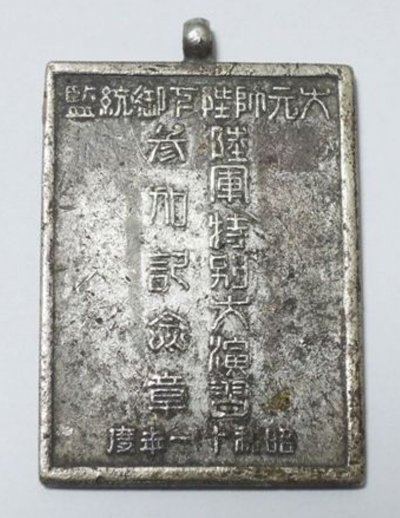 大元帥陛下御統監
陸軍特別大演習
参加記念章
昭和十一年度